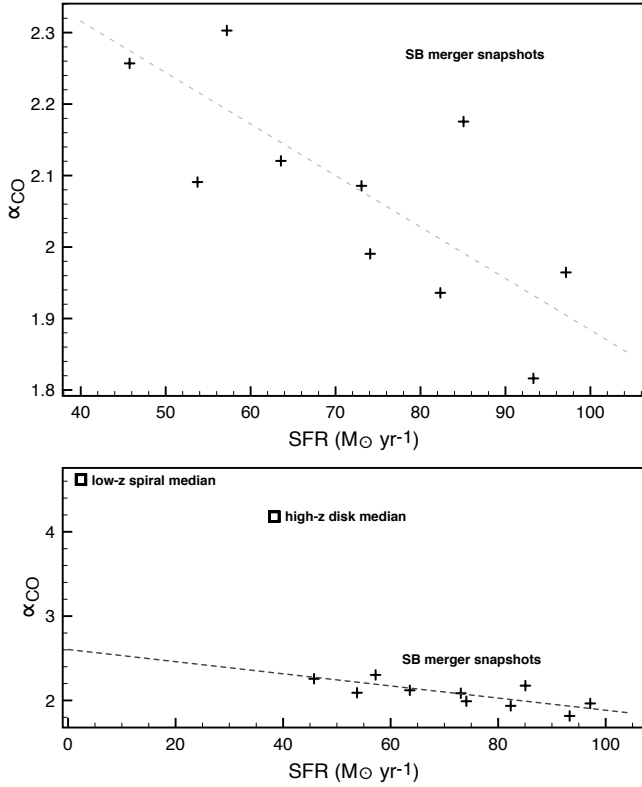 2.3
SB merger snapshots
2.2
2.1
αCO
2
1.9
1.8
40 50 60 70 80 90 100
SFR (M⊙ yr-1)
low-z spiral median
high-z disk median
4
αCO
3
SB merger snapshots
2
0 20 40 60 80 100
SFR (M⊙ yr-1)